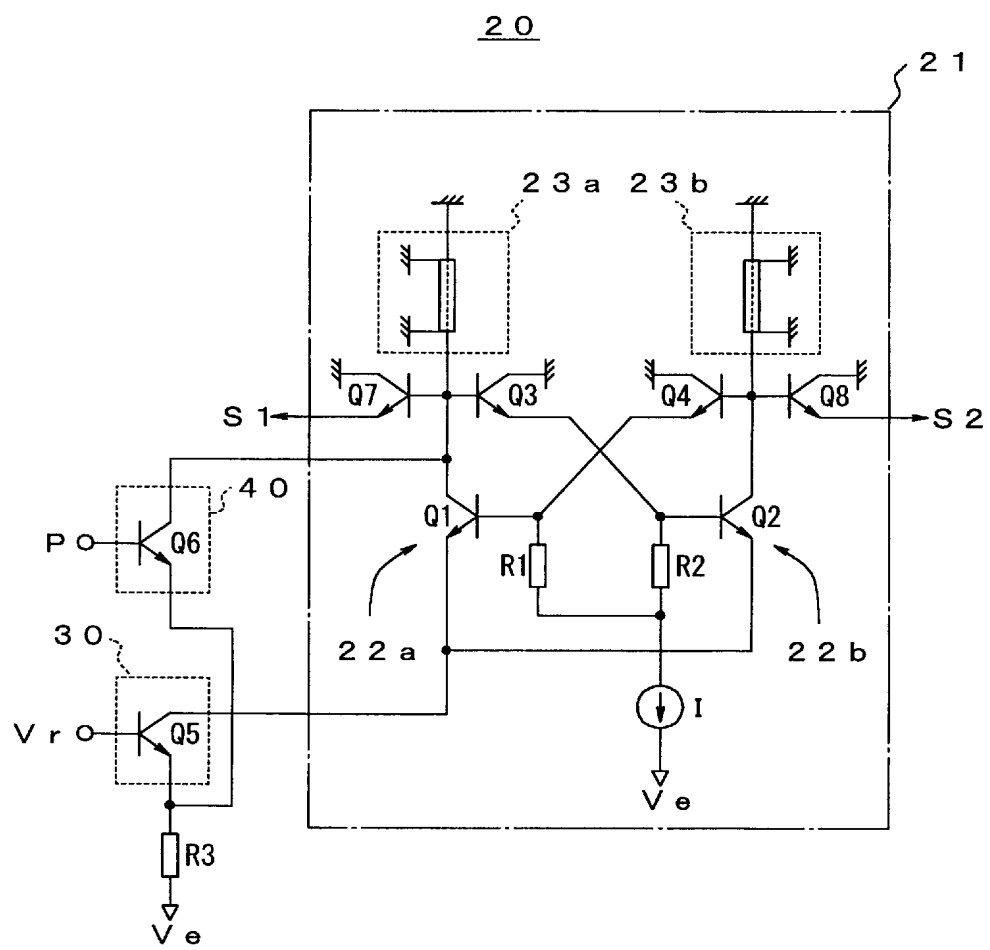 20
21
23a 23b
Q7 Q3 Q4 Q8
S1 S2
40
Q1 Q2
P Q6
R1 R2
30
22a 22b
Vr Q5
I
Ve
R3
Ve